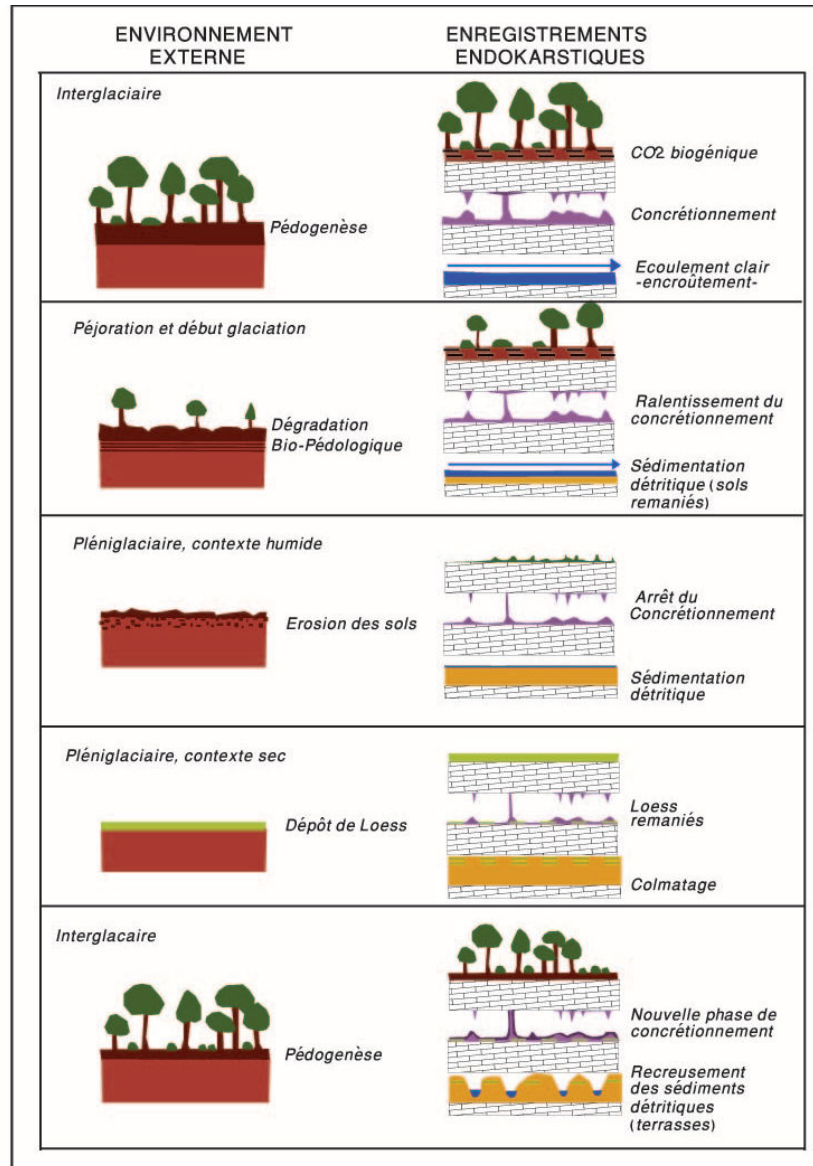 ENVIRONNEMENT
EXTERNE
ENREGISTREMENTS
ENDOKARSTIQUES
Interglaciaire
Pédogenèse
CO2 biogénique
Concrétionnement
Ecoulement clair
-encroûtement-
Péjoration et début glaciation
Dégradation
Bio-Pédologique
Ralentissement du
concrétionnement
Sédimentation
détritique (sols
remaniés)
Pléniglaciaire, contexte humide
Erosion des sols
Arrêt du
Concrétionnement
Sédimentation
détritique
Pléniglaciaire, contexte sec
Dépôt de Loess
Loess
remaniés
Colmatage
Interglacaire
Pédogenèse
Nouvelle phase de
concrétionnement
Recreusement
des sédiments
détritiques
(terrasses)